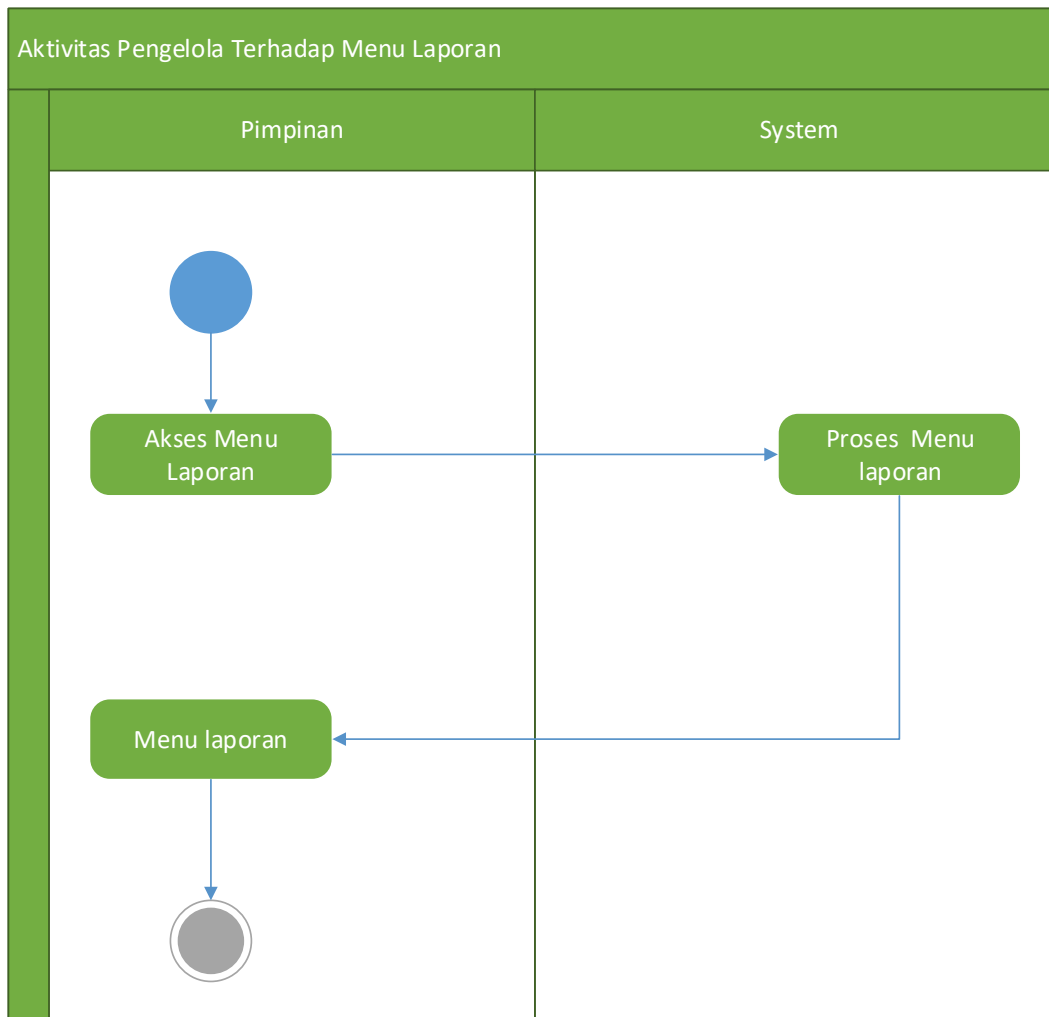 Aktivitas Pengelola Terhadap Menu Laporan
Pimpinan
System
Akses Menu
Laporan
Proses  Menu
laporan
Menu laporan